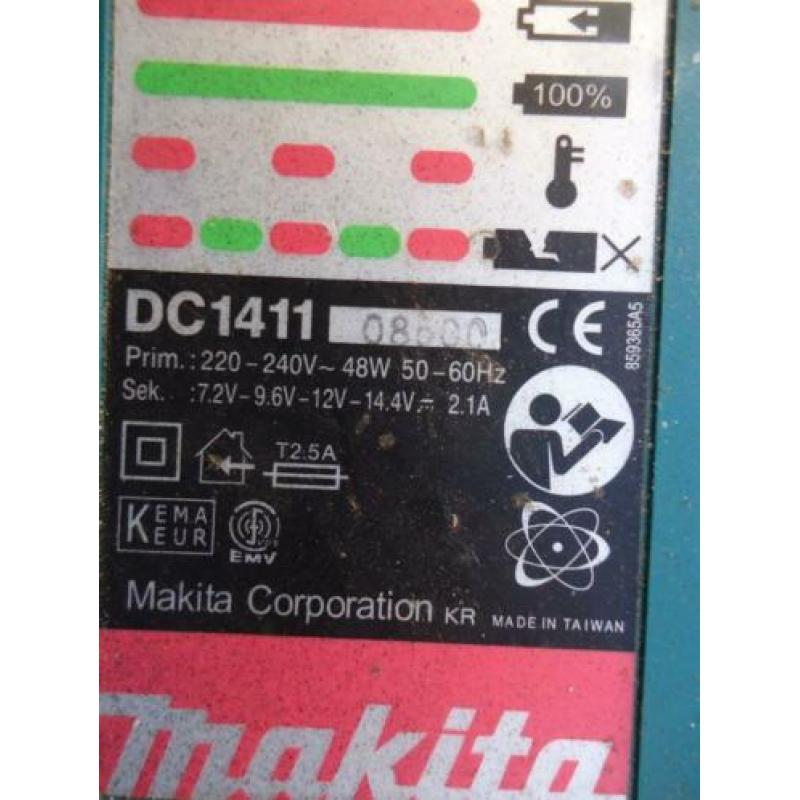 100%
DC1411
Prim.: 220-240V~ 48W 50-60Hz
Sek. :7.2V-9.6V-12V-14.4V⎓ 2.1A
CE
859365A5
T2.5A
KEMA
KEUR
EMV
Makita Corporation KR MADE IN TAIWAN
makita